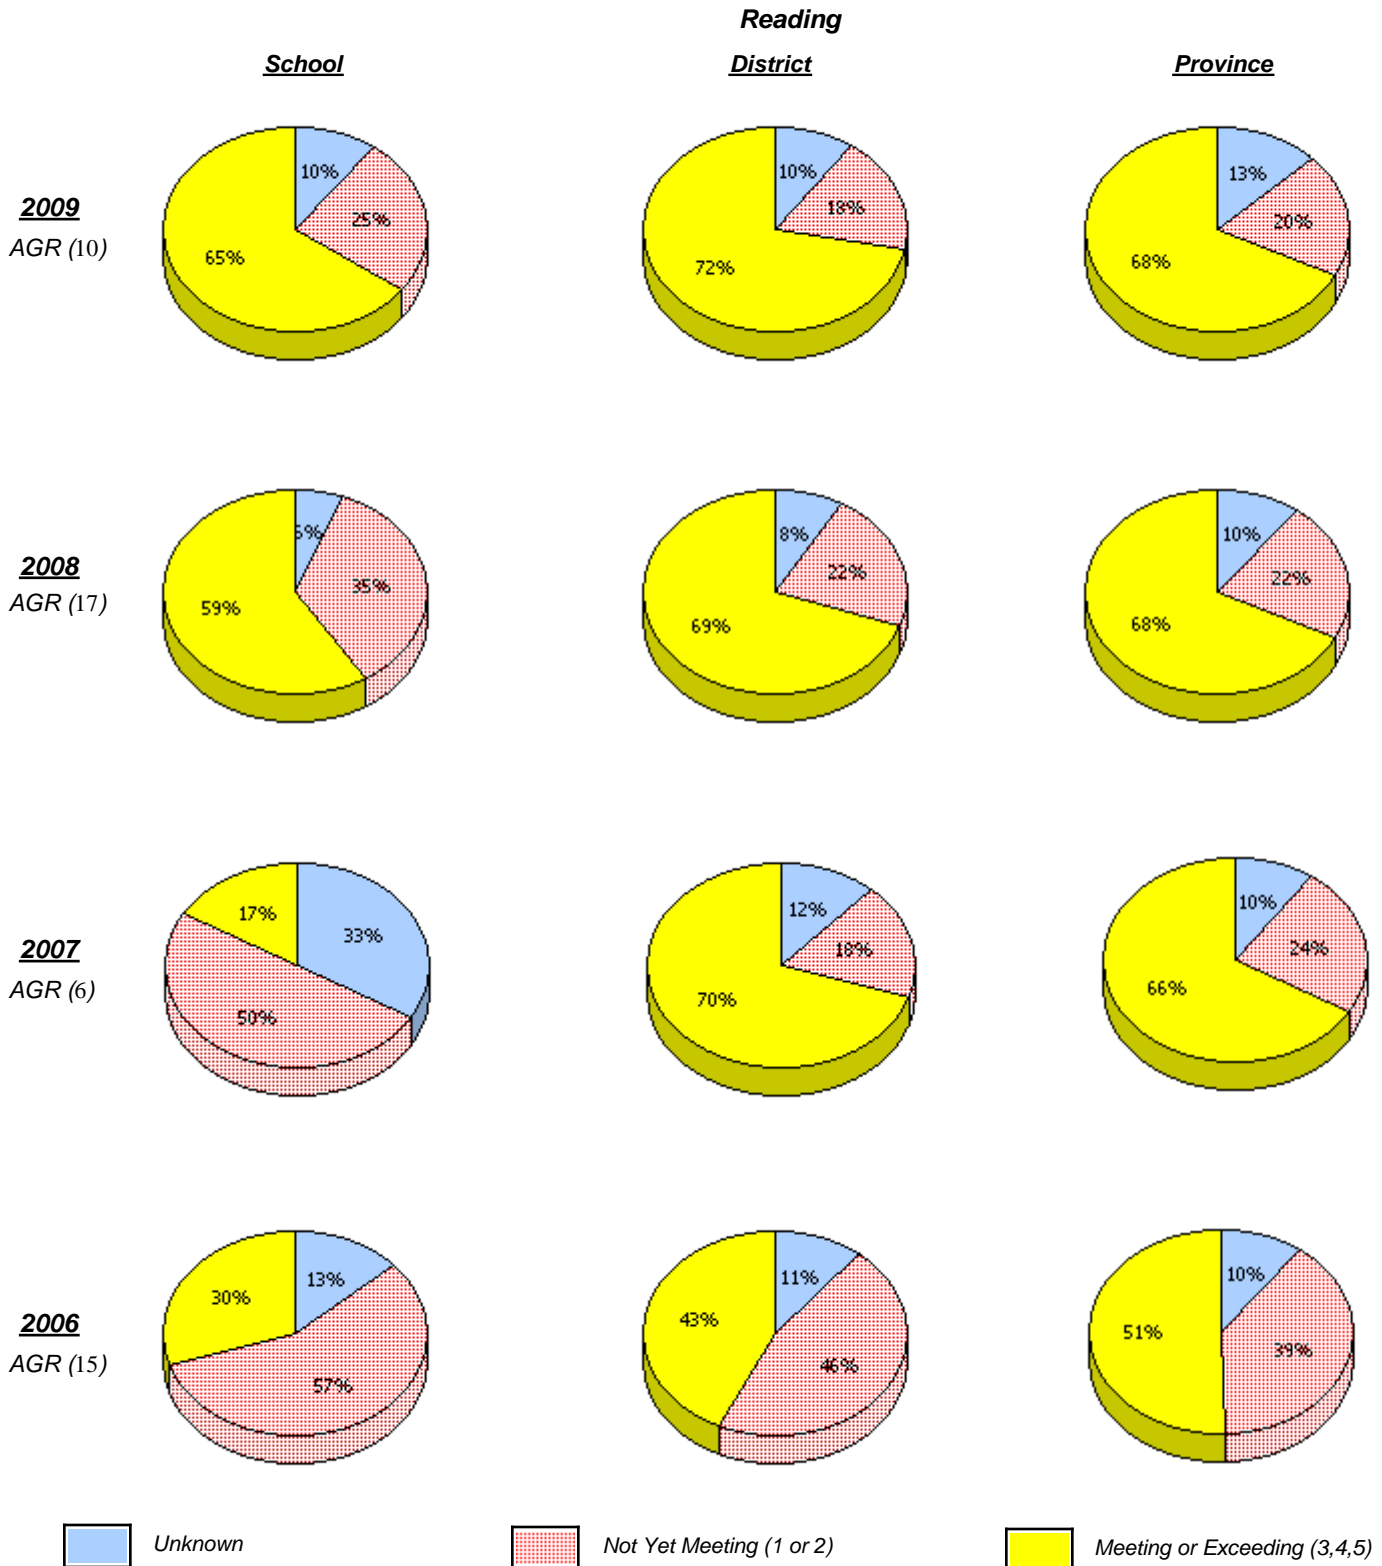 Reading
School District Province
10% 10% 13%
2009 25% 18% 20%
AGR (10) 65% 72% 68%
8% 10%
2008 35% 22% 22%
AGR (17) 59% 69% 68%
17% 33% 12% 10%
2007 18% 24%
AGR (6) 50% 70% 66%
13% 11% 10%
2006 30% 43% 51%
AGR (15) 57% 46% 39%
Unknown Not Yet Meeting (1 or 2) Meeting or Exceeding (3,4,5)